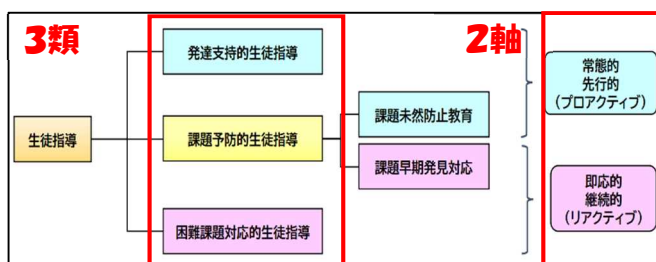 3類
2軸
生徒指導
発達支持的生徒指導
課題予防的生徒指導
困難課題対応的生徒指導
課題未然防止教育
課題早期発見対応
常態的
先行的
(プロアクティブ)
即応的
継続的
(リアクティブ)